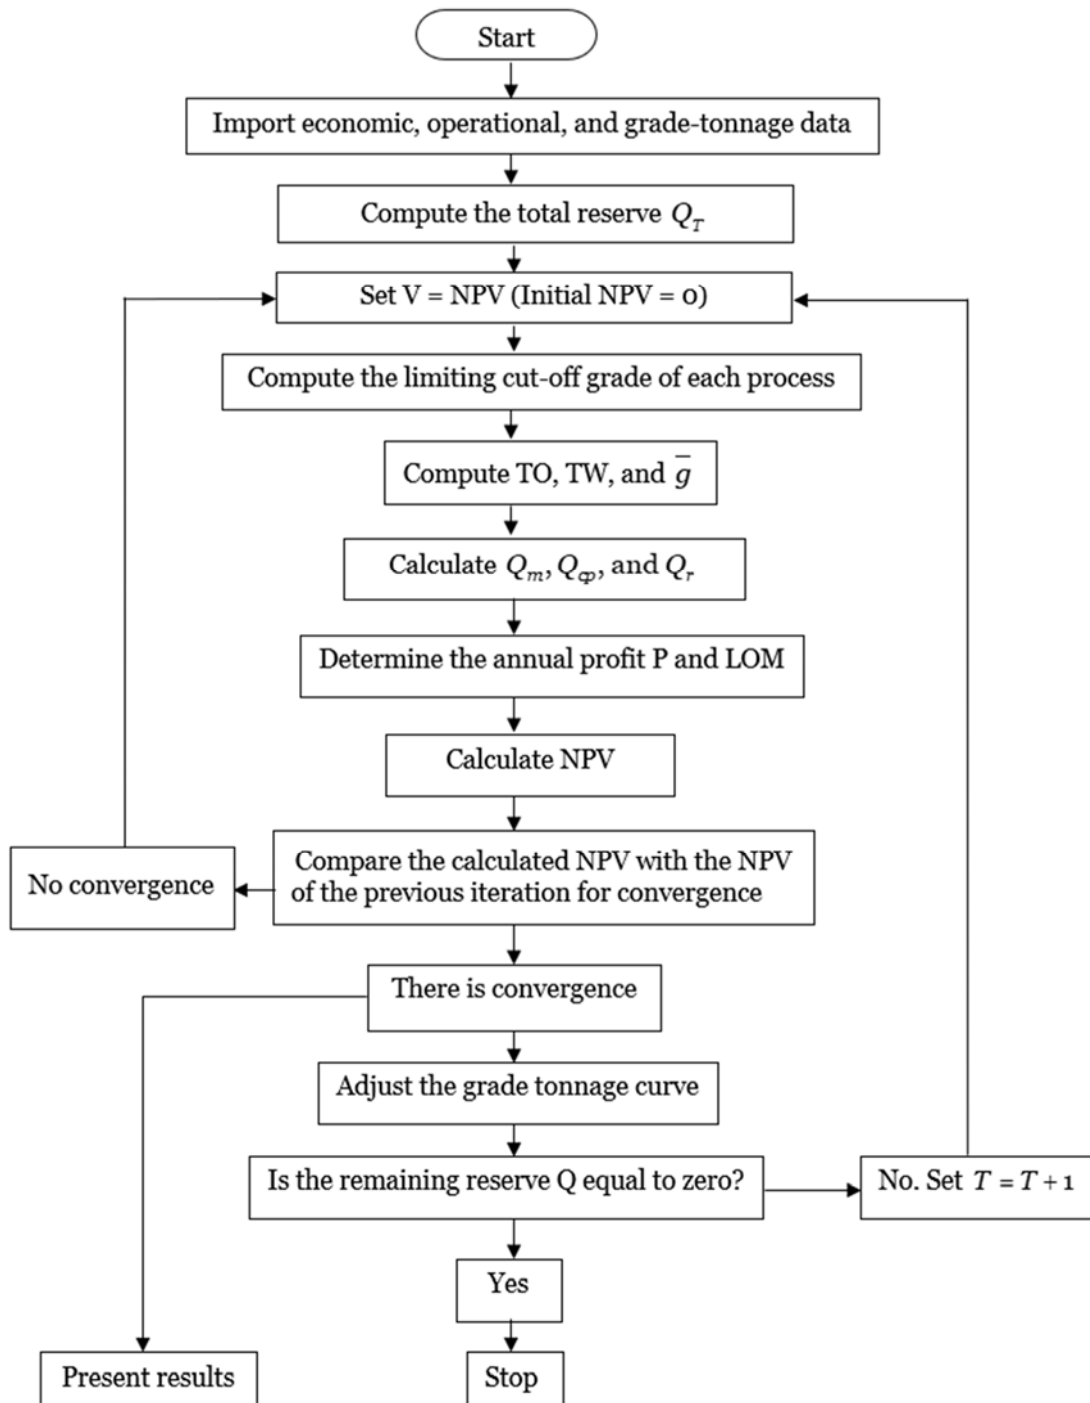 Start
Import economic, operational, and grade-tonnage data
Compute the total reserve Q_T
Set V = NPV (Initial NPV = 0)
Compute the limiting cut-off grade of each process
Compute TO, TW, and g̅
Calculate Q_m, Q_cp, and Q_r
Determine the annual profit P and LOM
Calculate NPV
Compare the calculated NPV with the NPV
of the previous iteration for convergence
No convergence
There is convergence
Adjust the grade tonnage curve
Is the remaining reserve Q equal to zero?
No. Set T = T + 1
Yes
Present results
Stop